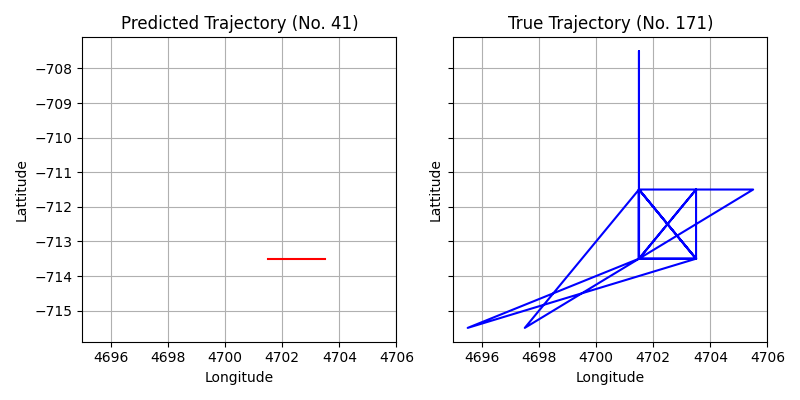 Predicted Trajectory (No. 41)
True Trajectory (No. 171)
Lattitude
−708
−709
−710
−711
−712
−713
−714
−715
4696 4698 4700 4702 4704 4706
Longitude
Lattitude
4696 4698 4700 4702 4704 4706
Longitude